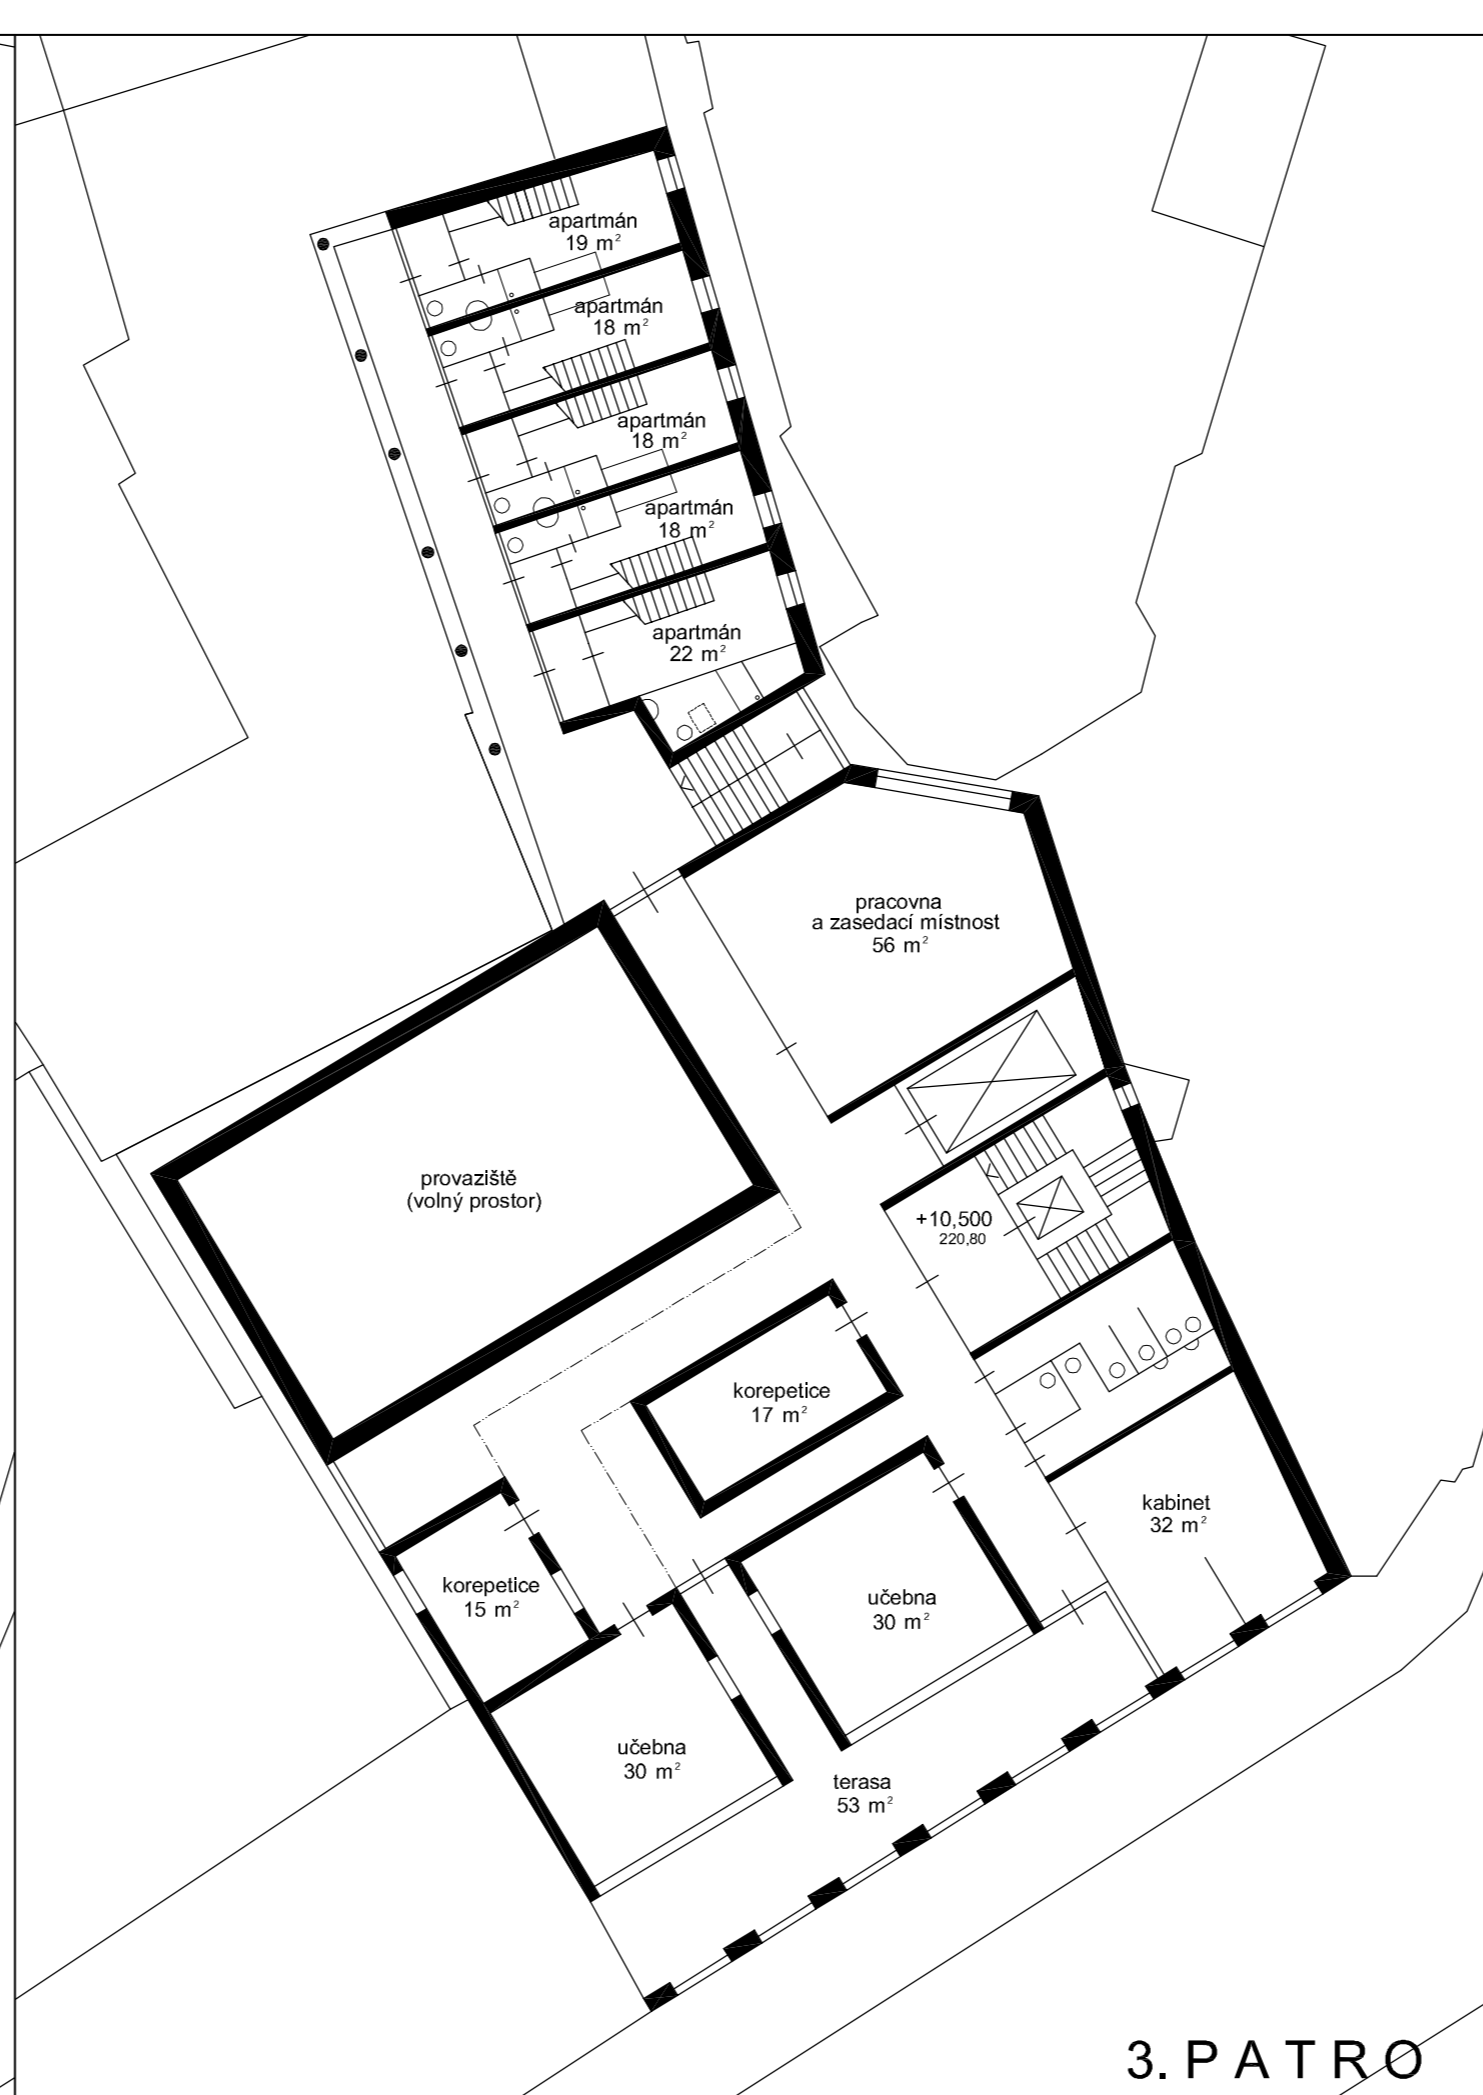 apartmán
19 m²
apartmán
18 m²
apartmán
18 m²
apartmán
18 m²
apartmán
22 m²
pracovna
a zasedací místnost
56 m²
provaziště
(volný prostor)
+10,500
220,80
korepetice
17 m²
kabinet
32 m²
korepetice
15 m²
učebna
30 m²
učebna
30 m²
terasa
53 m²
3. PATRO